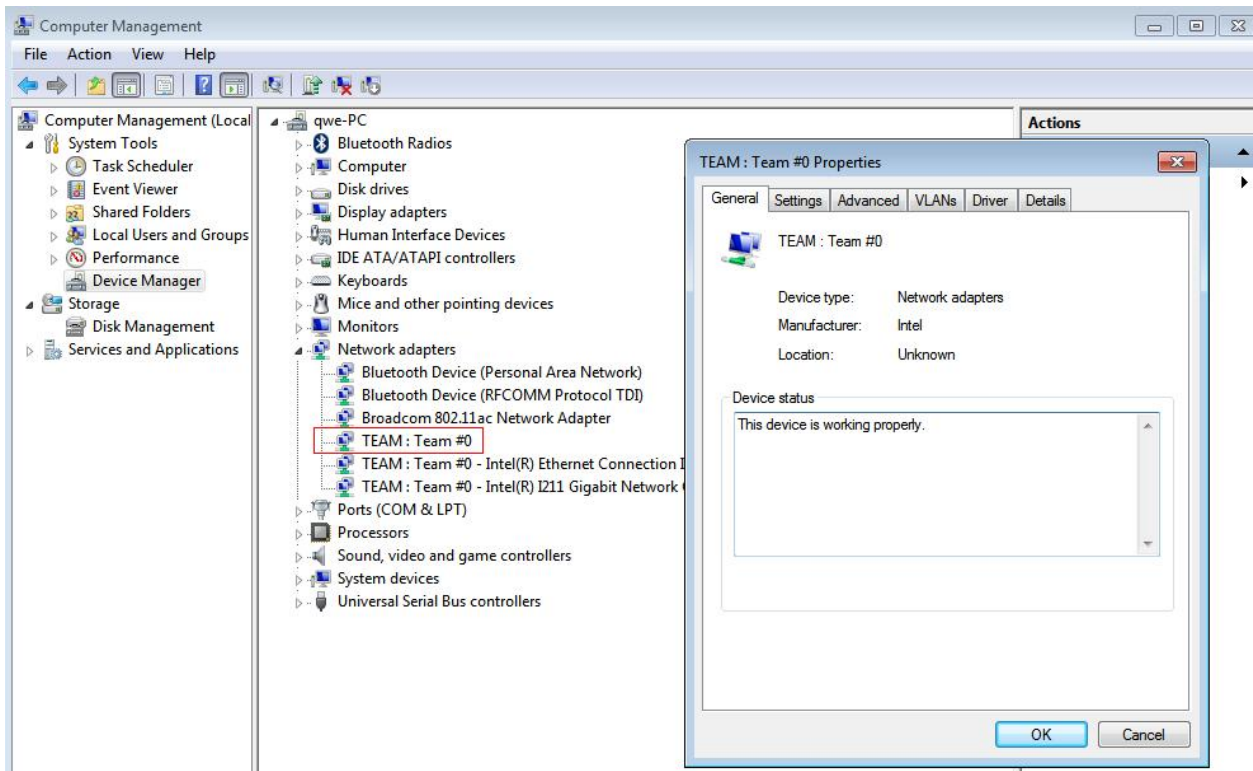 Computer Management
File Action View Help
Computer Management (Local
System Tools
Task Scheduler
Event Viewer
Shared Folders
Local Users and Groups
Performance
Device Manager
Storage
Disk Management
Services and Applications
qwe-PC
Bluetooth Radios
Computer
Disk drives
Display adapters
Human Interface Devices
IDE ATA/ATAPI controllers
Keyboards
Mice and other pointing devices
Monitors
Network adapters
Bluetooth Device (Personal Area Network)
Bluetooth Device (RFCOMM Protocol TDI)
Broadcom 802.11ac Network Adapter
TEAM : Team #0
TEAM : Team #0 - Intel(R) Ethernet Connection I
TEAM : Team #0 - Intel(R) I211 Gigabit Network
Ports (COM & LPT)
Processors
Sound, video and game controllers
System devices
Universal Serial Bus controllers
Actions
TEAM : Team #0 Properties
General Settings Advanced VLANs Driver Details
TEAM : Team #0
Device type: Network adapters
Manufacturer: Intel
Location: Unknown
Device status
This device is working properly.
OK Cancel